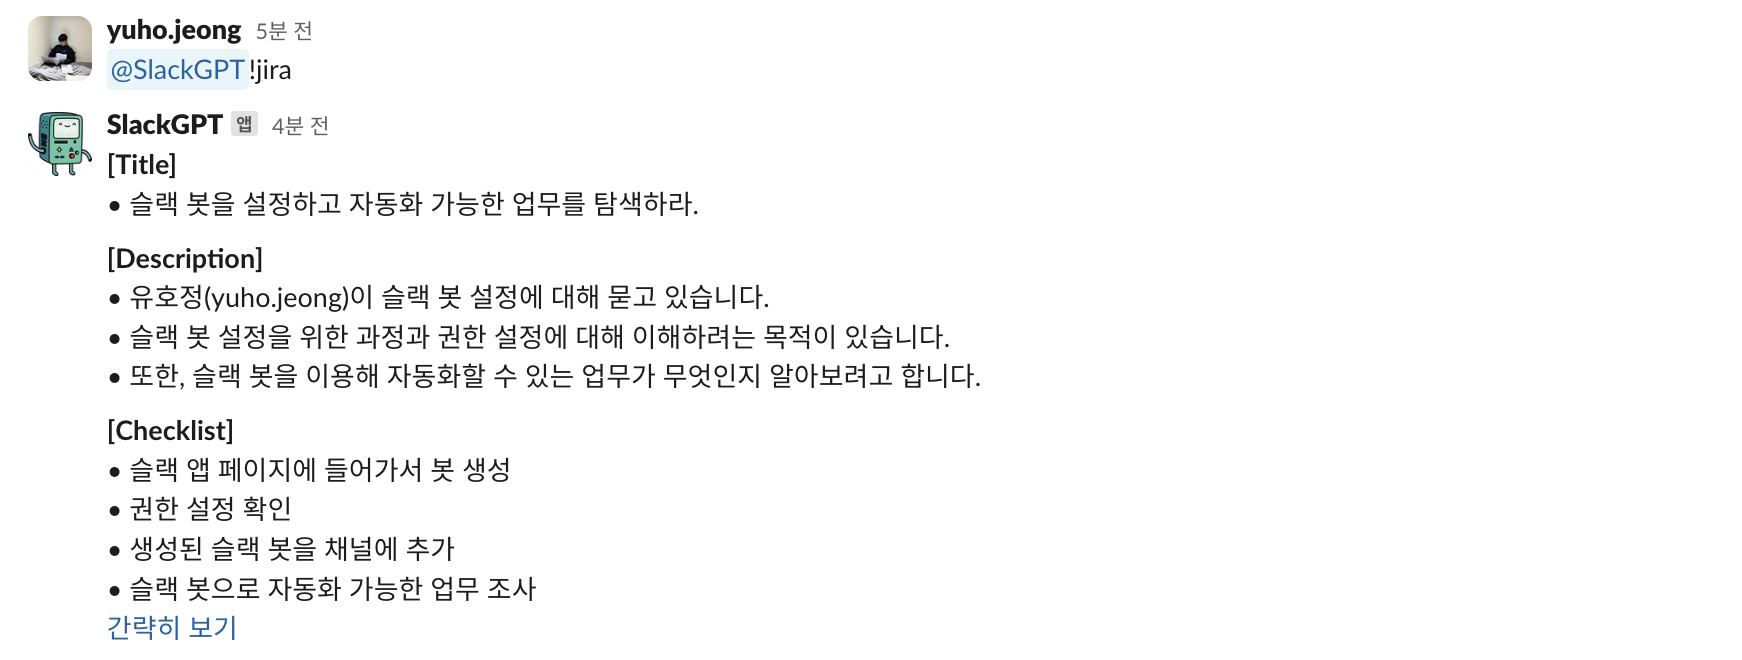 yuho.jeong 5분 전
@SlackGPT !jira
SlackGPT 앱 4분 전
[Title]
• 슬랙 봇을 설정하고 자동화 가능한 업무를 탐색하라.
[Description]
• 유호정(yuho.jeong)이 슬랙 봇 설정에 대해 묻고 있습니다.
• 슬랙 봇 설정을 위한 과정과 권한 설정에 대해 이해하려는 목적이 있습니다.
• 또한, 슬랙 봇을 이용해 자동화할 수 있는 업무가 무엇인지 알아보려고 합니다.
[Checklist]
• 슬랙 앱 페이지에 들어가서 봇 생성
• 권한 설정 확인
• 생성된 슬랙 봇을 채널에 추가
• 슬랙 봇으로 자동화 가능한 업무 조사
간략히 보기